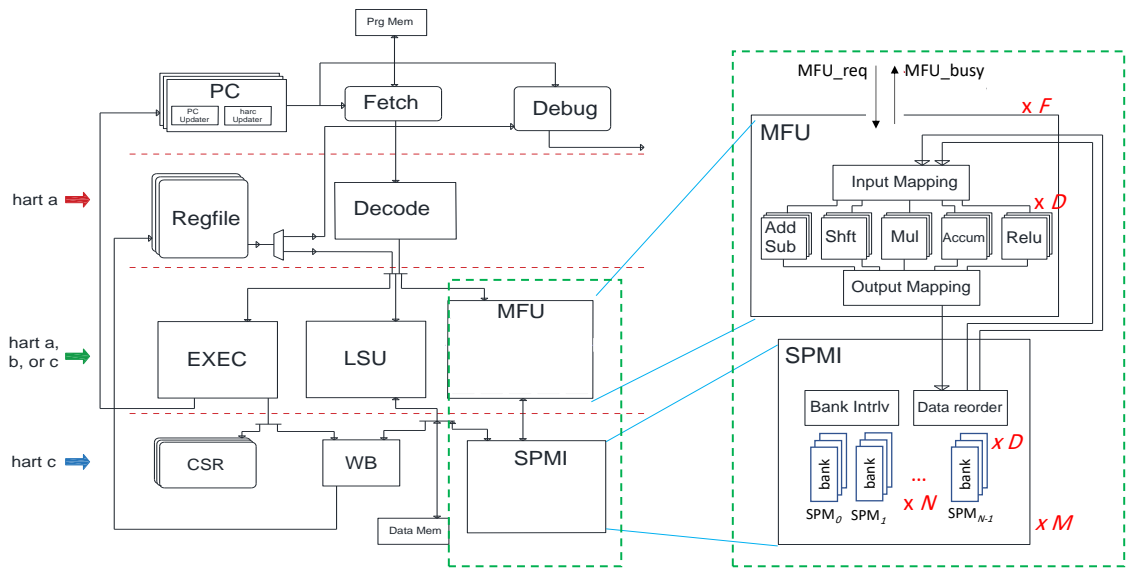 Prg Mem
PC
PC
Updater
harc
Updater
Fetch
Debug
hart a
Regfile
Decode
hart a,
b, or c
EXEC
LSU
MFU
hart c
CSR
WB
SPMI
Data Mem
MFU_req
MFU_busy
x F
MFU
Input Mapping
x D
Add
Sub
Shft
Mul
Accum
Relu
Output Mapping
SPMI
Bank Intrlv
Data reorder
x D
bank
bank
...
bank
x N
SPM0
SPM1
SPMN-1
x M